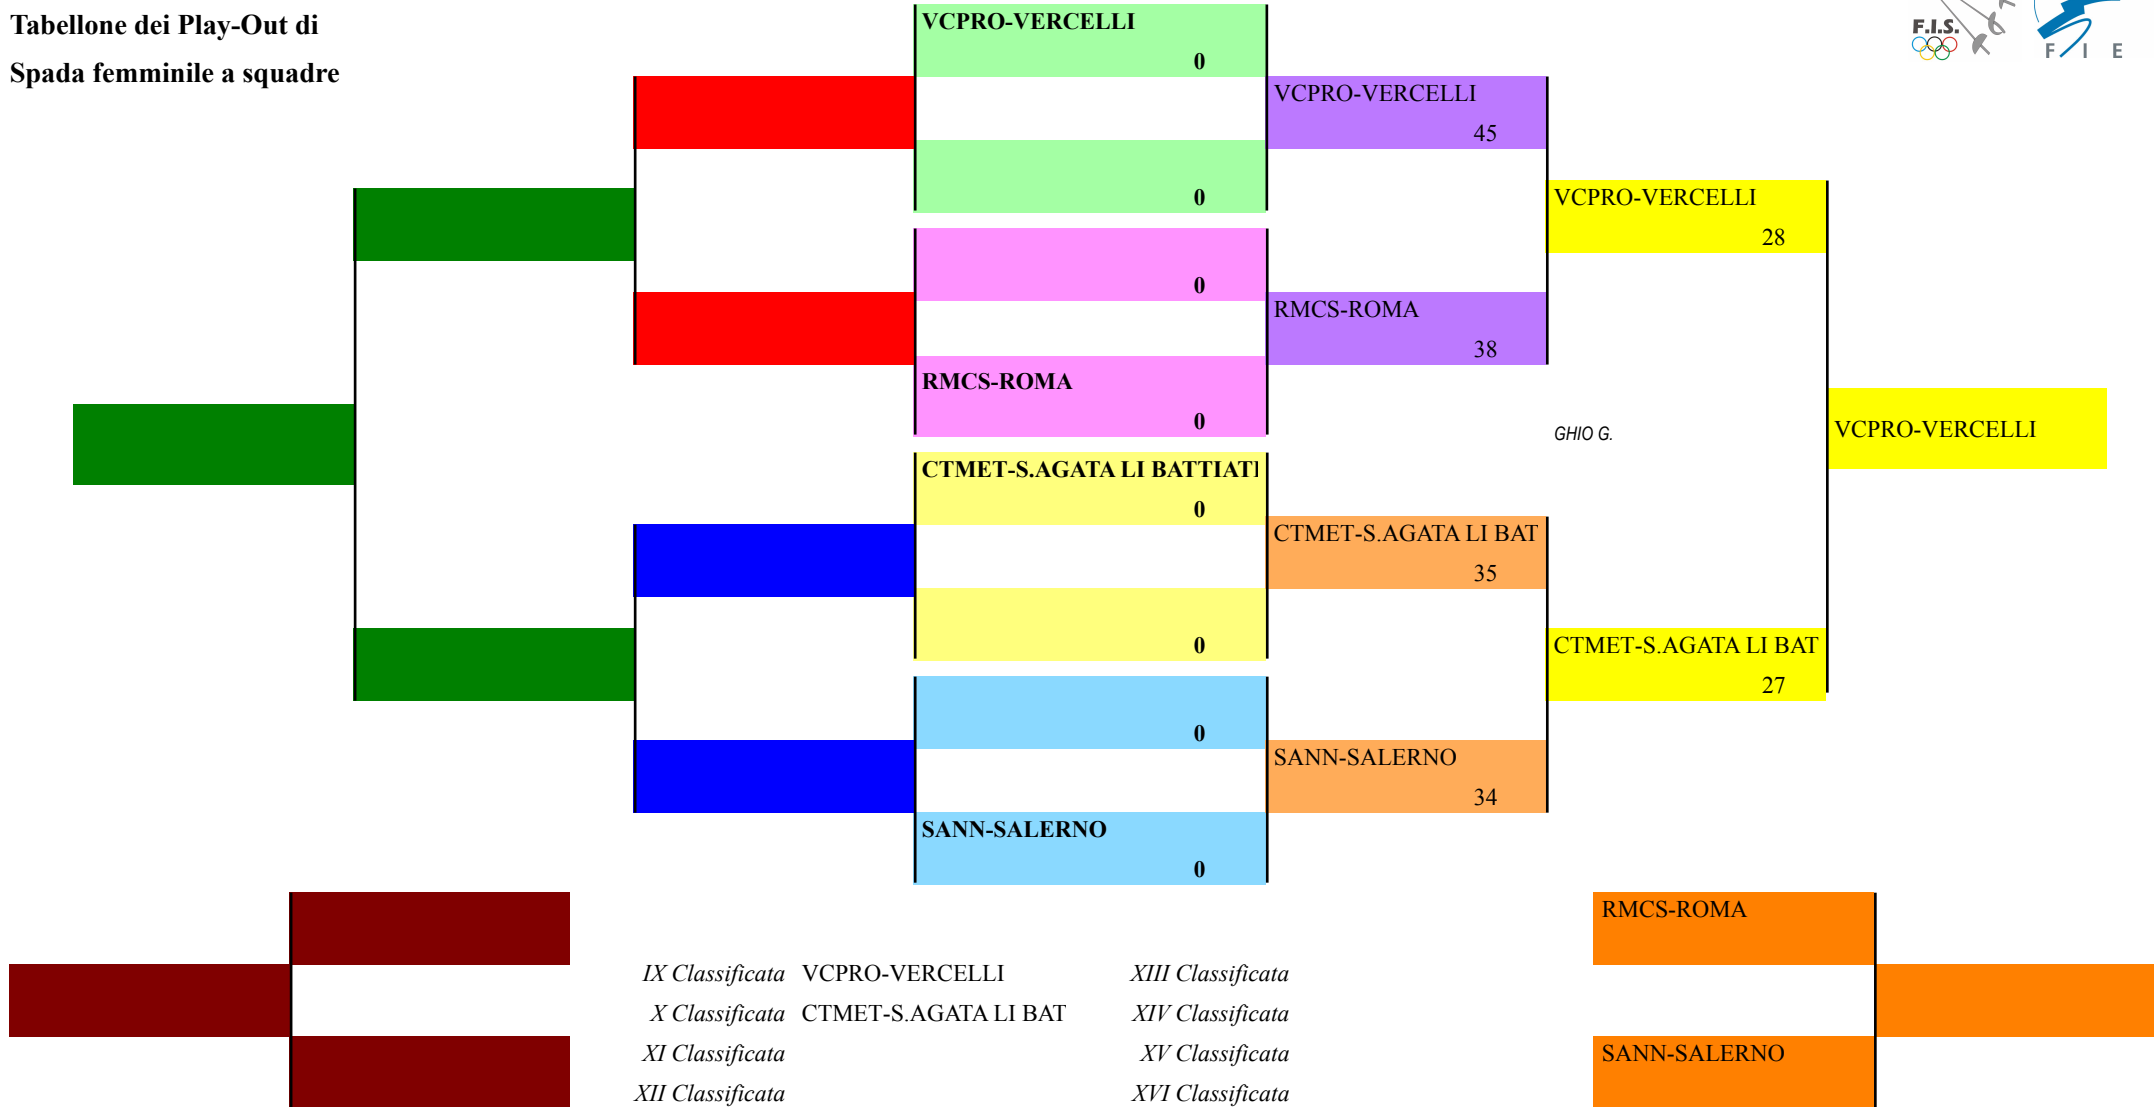 Tabellone dei Play-Out di
Spada femminile a squadre
F.I.S.
F I E
VCPRO-VERCELLI
0
0
0
RMCS-ROMA
0
CTMET-S.AGATA LI BATTIATI
0
0
0
SANN-SALERNO
0
VCPRO-VERCELLI
45
RMCS-ROMA
38
CTMET-S.AGATA LI BAT
35
SANN-SALERNO
34
VCPRO-VERCELLI
28
GHIO G.
CTMET-S.AGATA LI BAT
27
VCPRO-VERCELLI
IX Classificata VCPRO-VERCELLI
X Classificata CTMET-S.AGATA LI BAT
XI Classificata
XII Classificata
XIII Classificata
XIV Classificata
XV Classificata
XVI Classificata
RMCS-ROMA
SANN-SALERNO